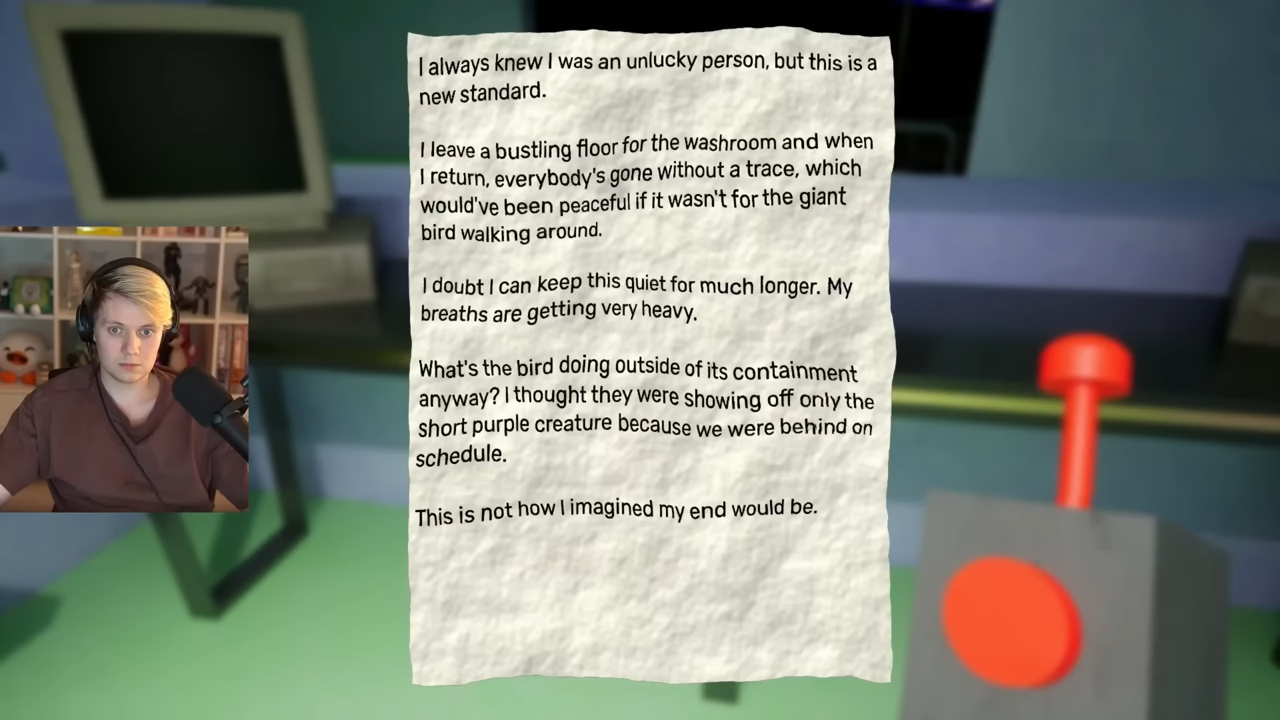 I always knew I was an unlucky person, but this is a
new standard.
I leave a bustling floor for the washroom and when
I return, everybody's gone without a trace, which
would've been peaceful if it wasn't for the giant
bird walking around.
I doubt I can keep this quiet for much longer. My
breaths are getting very heavy.
What's the bird doing outside of its containment
anyway? I thought they were showing off only the
short purple creature because we were behind on
schedule.
This is not how I imagined my end would be.